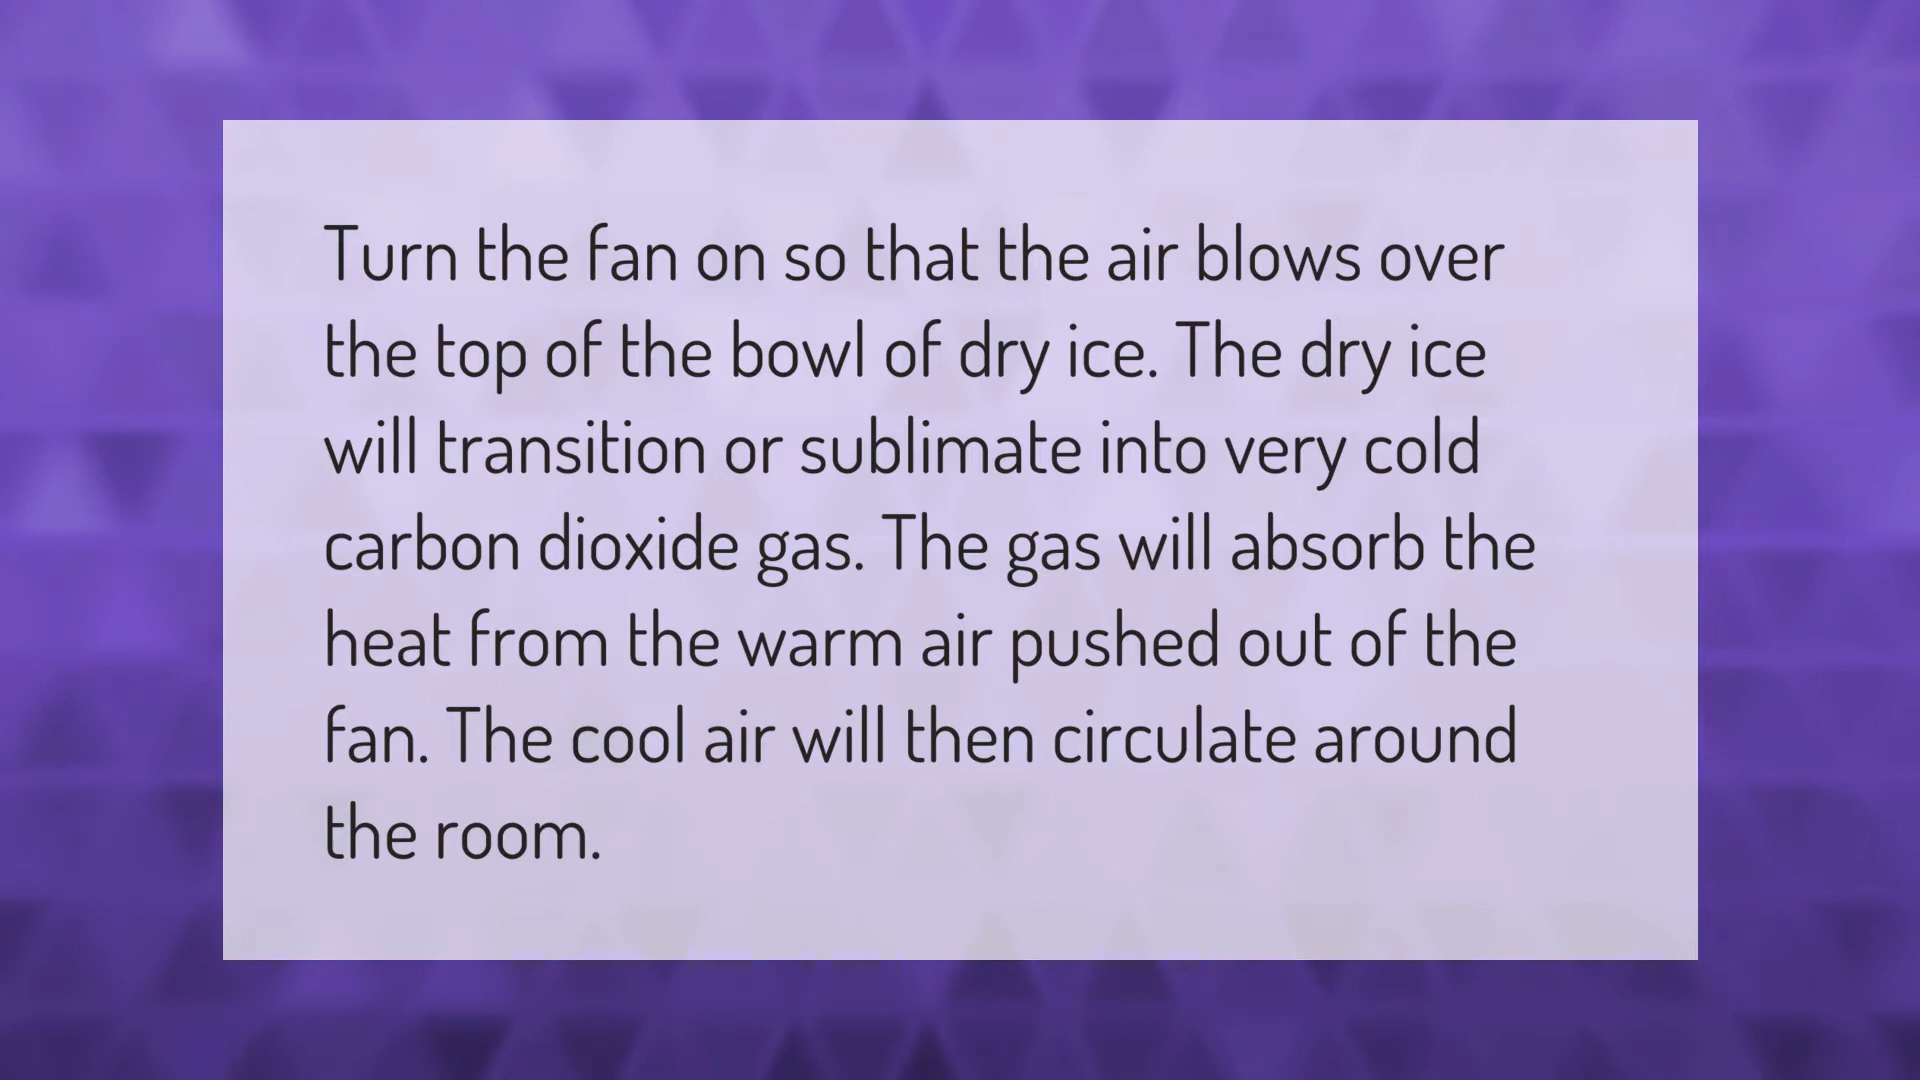 Turn the fan on so that the air blows over
the top of the bowl of dry ice. The dry ice
will transition or sublimate into very cold
carbon dioxide gas. The gas will absorb the
heat from the warm air pushed out of the
fan. The cool air will then circulate around
the room.